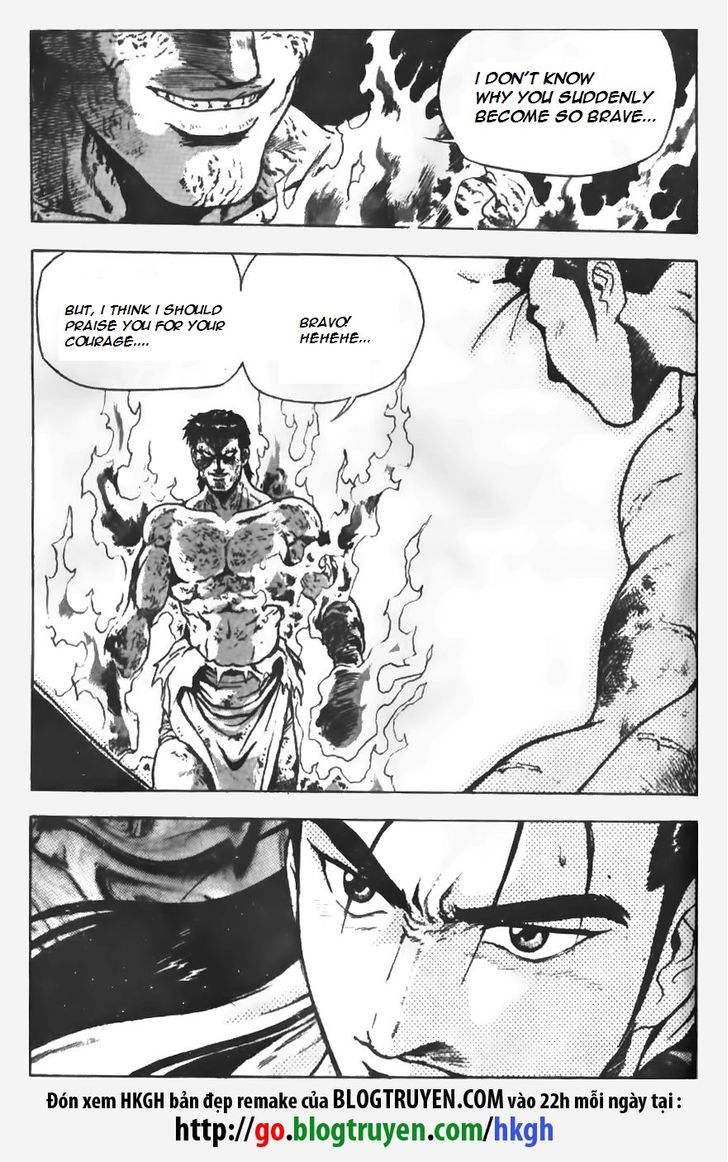 I DON'T KNOW
WHY YOU SUDDENLY
BECOME SO BRAVE...
BUT, I THINK I SHOULD
PRAISE YOU FOR YOUR
COURAGE....
BRAVO!
HEHEHE...
Đón xem HKGH bản đẹp remake của BLOGTRUYEN.COM vào 22h mỗi ngày tại :
http://go.blogtruyen.com/hkgh